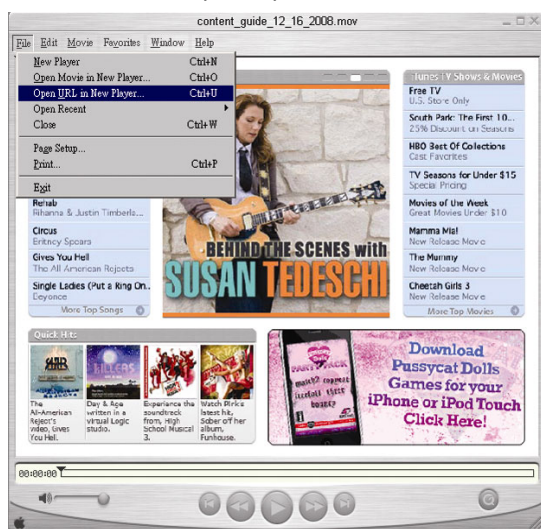 content_guide_12_16_2008.mov
File Edit Movie Favorites Window Help
New Player Ctrl+N
Open Movie in New Player... Ctrl+O
Open URL in New Player... Ctrl+U
Open Recent
Close Ctrl+W
Page Setup...
Print... Ctrl+P
Exit
Rehab
Rihanna & Justin Timberla...
Circus
Britney Spears
Gives You Hell
The All American Rejects
Single Ladies (Put a Ring On..
Beyonce
More Top Songs
BEHIND THE SCENES with
SUSAN TEDESCHI
iTunes TV Shows & Movies
Free TV
U.S. Store Only
South Park: The First 10...
25% Discount on Seasons
HBO Best Of Collections
Cast Favorites
TV Seasons for Under $15
Special Pricing
Movies of the Week
Great Movies Under $10
Mamma Mia!
New Release Movie
The Mummy
New Release Movie
Cheetah Girls 3
New Release Movie
More Top Movies
Quick Hits
KILLERS
The
All-American
Reject's
video, Gives
You Hell.
Day & Age
written in a
virtual Logic
studio.
Experience the
soundtrack
from, High
School Musical
3.
Watch P!nk's
latest hit,
Sober off her
album,
Funhouse.
PARTY PACK
Download
Pussycat Dolls
Games for your
iPhone or iPod Touch
Click Here!
00:00:00